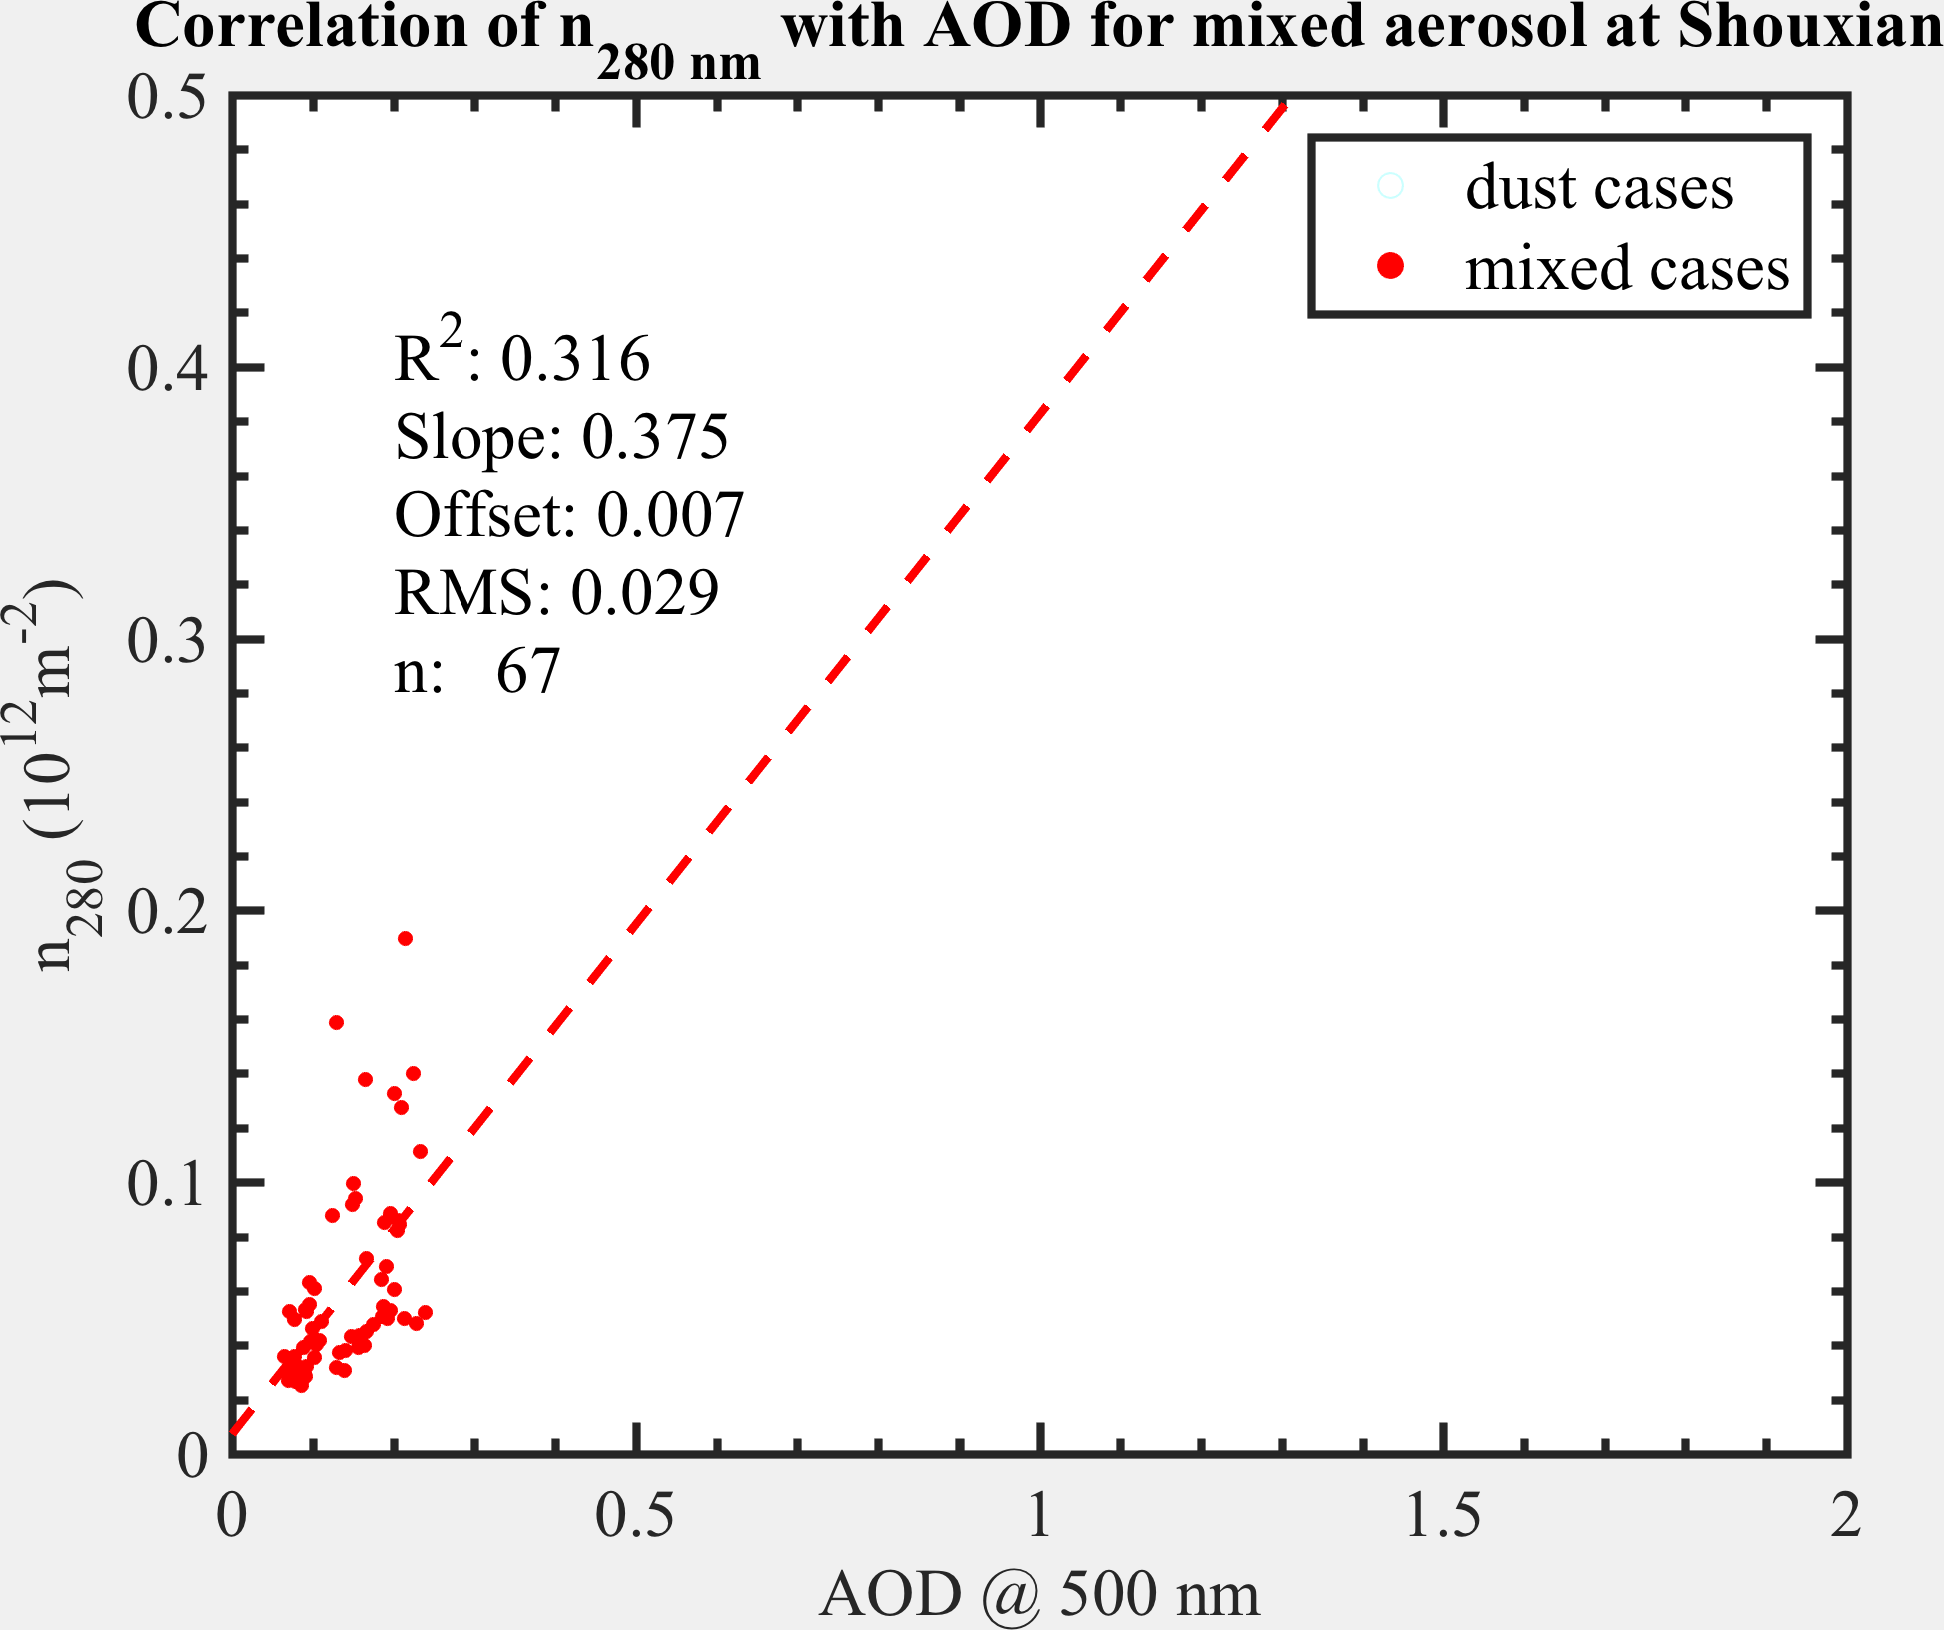 Correlation of n280 nm with AOD for mixed aerosol at Shouxian
0.5
0.4
0.3
0.2
0.1
0
n280 (10^12m^-2)
dust cases
mixed cases
R^2: 0.316
Slope: 0.375
Offset: 0.007
RMS: 0.029
n: 67
0 0.5 1 1.5 2
AOD @ 500 nm